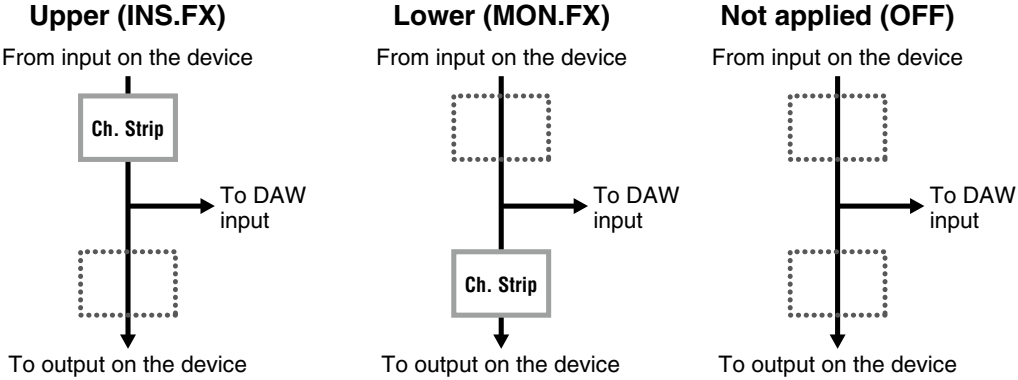 Upper (INS.FX)
From input on the device
Ch. Strip
To DAW
input
To output on the device
Lower (MON.FX)
From input on the device
To DAW
input
Ch. Strip
To output on the device
Not applied (OFF)
From input on the device
To DAW
input
To output on the device